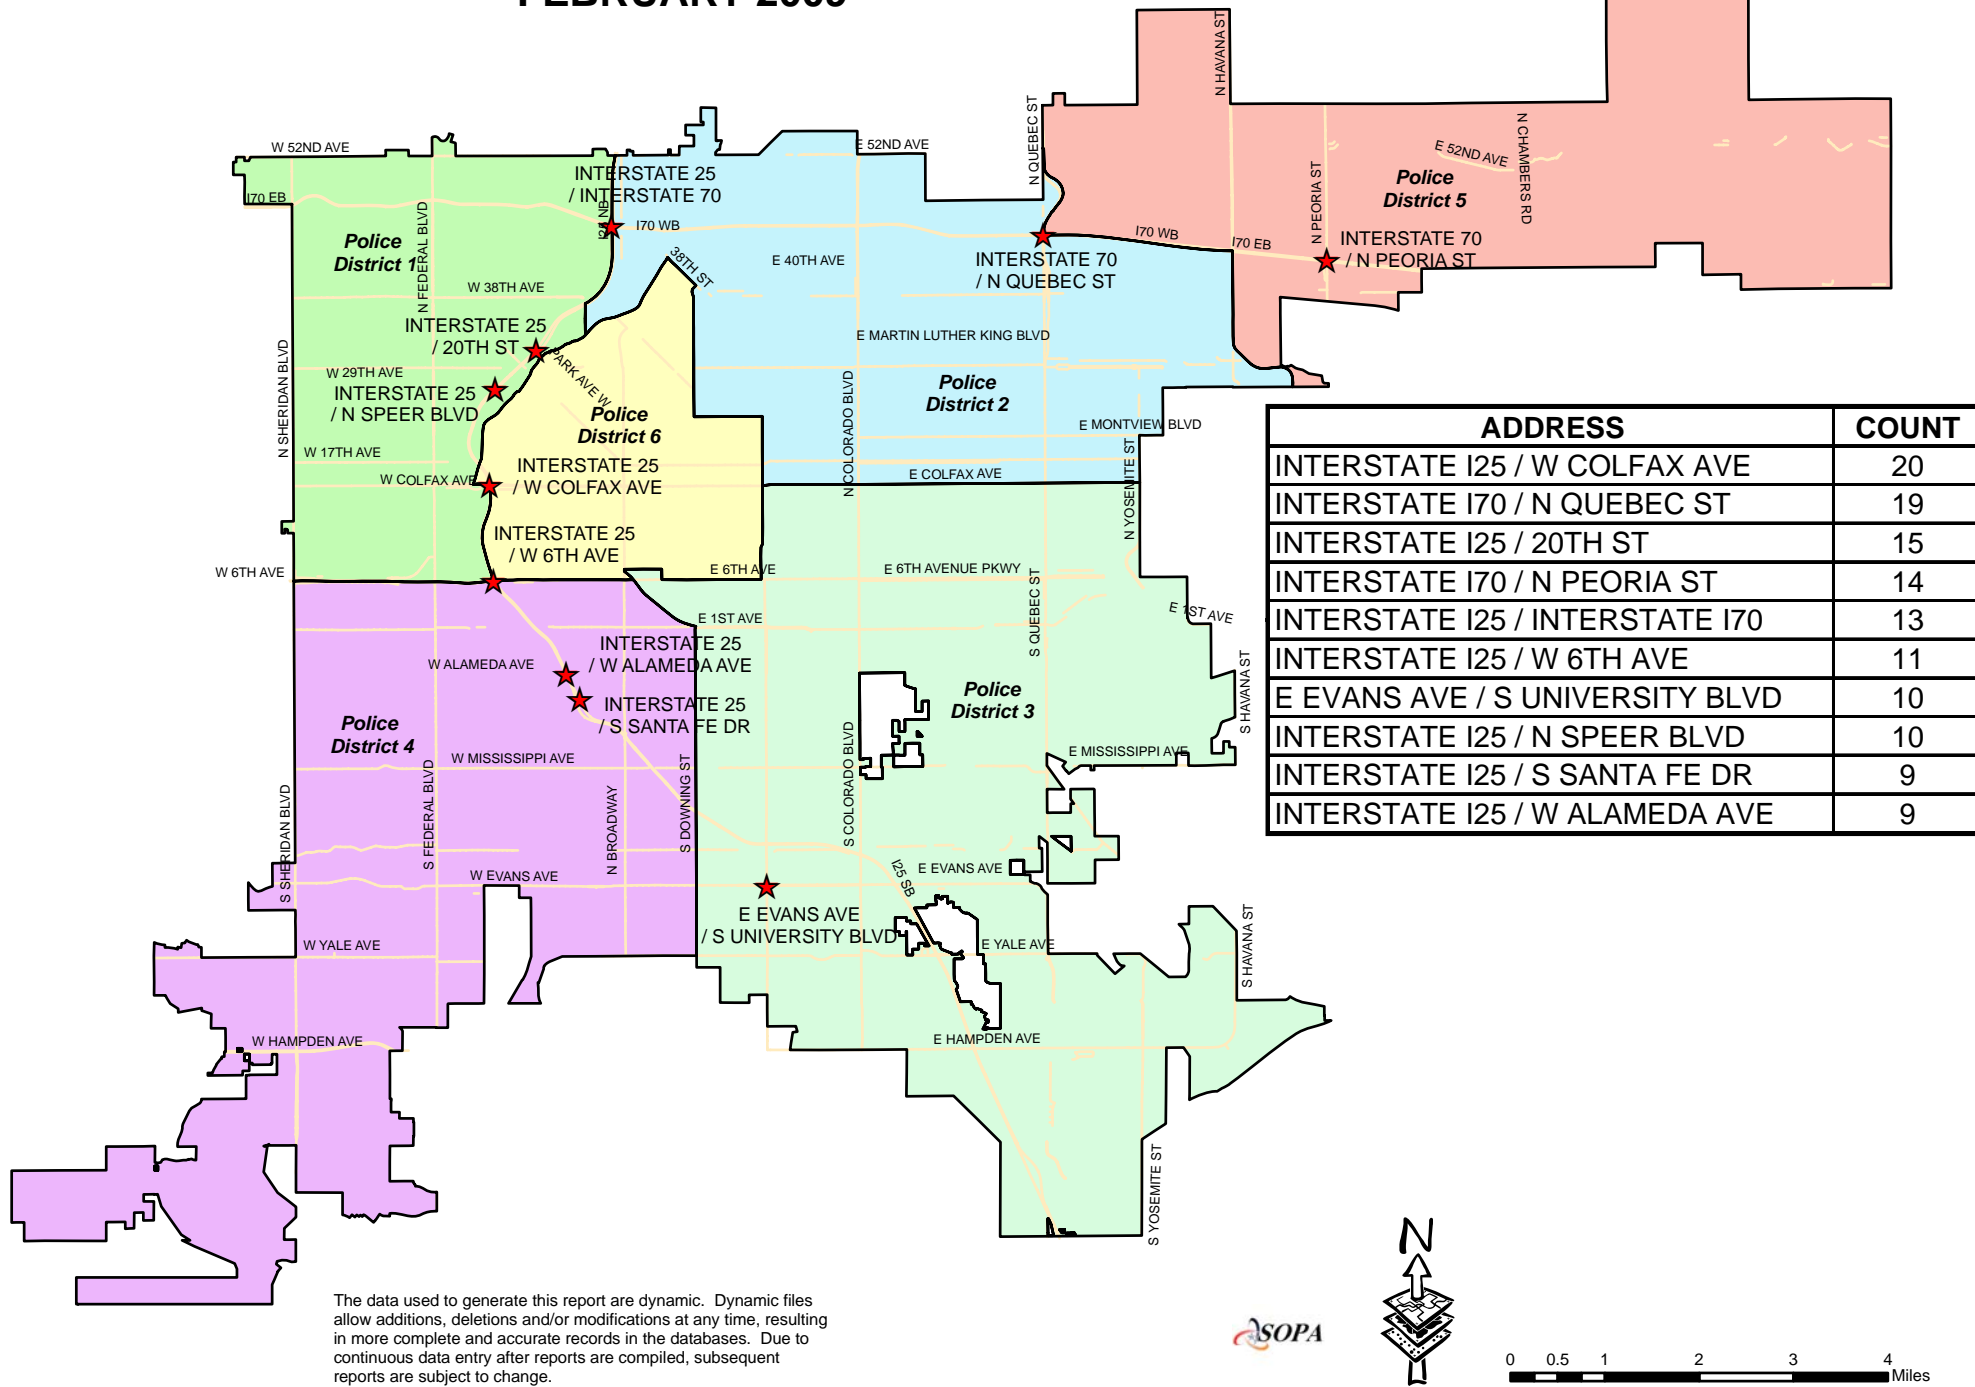 W 52ND AVE
E 52ND AVE
N QUEBEC ST
N HAVANA ST
N CHAMBERS RD
E 52ND AVE
INTERSTATE 25
/ INTERSTATE 70
I70 EB
I70 WB
Police
District 1
N FEDERAL BLVD
38TH ST
E 40TH AVE
INTERSTATE 70
/ N QUEBEC ST
I70 WB
I70 EB
N PEORIA ST
Police
District 5
INTERSTATE 70
/ N PEORIA ST
W 38TH AVE
INTERSTATE 25
/ 20TH ST
E MARTIN LUTHER KING BLVD
N SHERIDAN BLVD
W 29TH AVE
PARK AVE W
INTERSTATE 25
/ N SPEER BLVD
Police
District 6
N COLORADO BLVD
Police
District 2
E MONTVIEW BLVD
W 17TH AVE
W COLFAX AVE
INTERSTATE 25
/ W COLFAX AVE
E COLFAX AVE
N YOSEMITE ST
INTERSTATE 25
/ W 6TH AVE
W 6TH AVE
E 6TH AVE
E 6TH AVENUE PKWY
S QUEBEC ST
E 1ST AVE
E 1ST AVE
W ALAMEDA AVE
INTERSTATE 25
/ W ALAMEDA AVE
INTERSTATE 25
/ S SANTA FE DR
Police
District 3
S HAVANA ST
Police
District 4
W MISSISSIPPI AVE
E MISSISSIPPI AVE
S SHERIDAN BLVD
S FEDERAL BLVD
N BROADWAY
S DOWNING ST
S COLORADO BLVD
W EVANS AVE
I25 SB
E EVANS AVE
E EVANS AVE
/ S UNIVERSITY BLVD
W YALE AVE
E YALE AVE
S HAVANA ST
W HAMPDEN AVE
E HAMPDEN AVE
S YOSEMITE ST
ADDRESS COUNT
INTERSTATE I25 / W COLFAX AVE 20
INTERSTATE I70 / N QUEBEC ST 19
INTERSTATE I25 / 20TH ST 15
INTERSTATE I70 / N PEORIA ST 14
INTERSTATE I25 / INTERSTATE I70 13
INTERSTATE I25 / W 6TH AVE 11
E EVANS AVE / S UNIVERSITY BLVD 10
INTERSTATE I25 / N SPEER BLVD 10
INTERSTATE I25 / S SANTA FE DR 9
INTERSTATE I25 / W ALAMEDA AVE 9
The data used to generate this report are dynamic. Dynamic files
allow additions, deletions and/or modifications at any time, resulting
in more complete and accurate records in the databases. Due to
continuous data entry after reports are compiled, subsequent
reports are subject to change.
SOPA
N
0 0.5 1 2 3 4
Miles